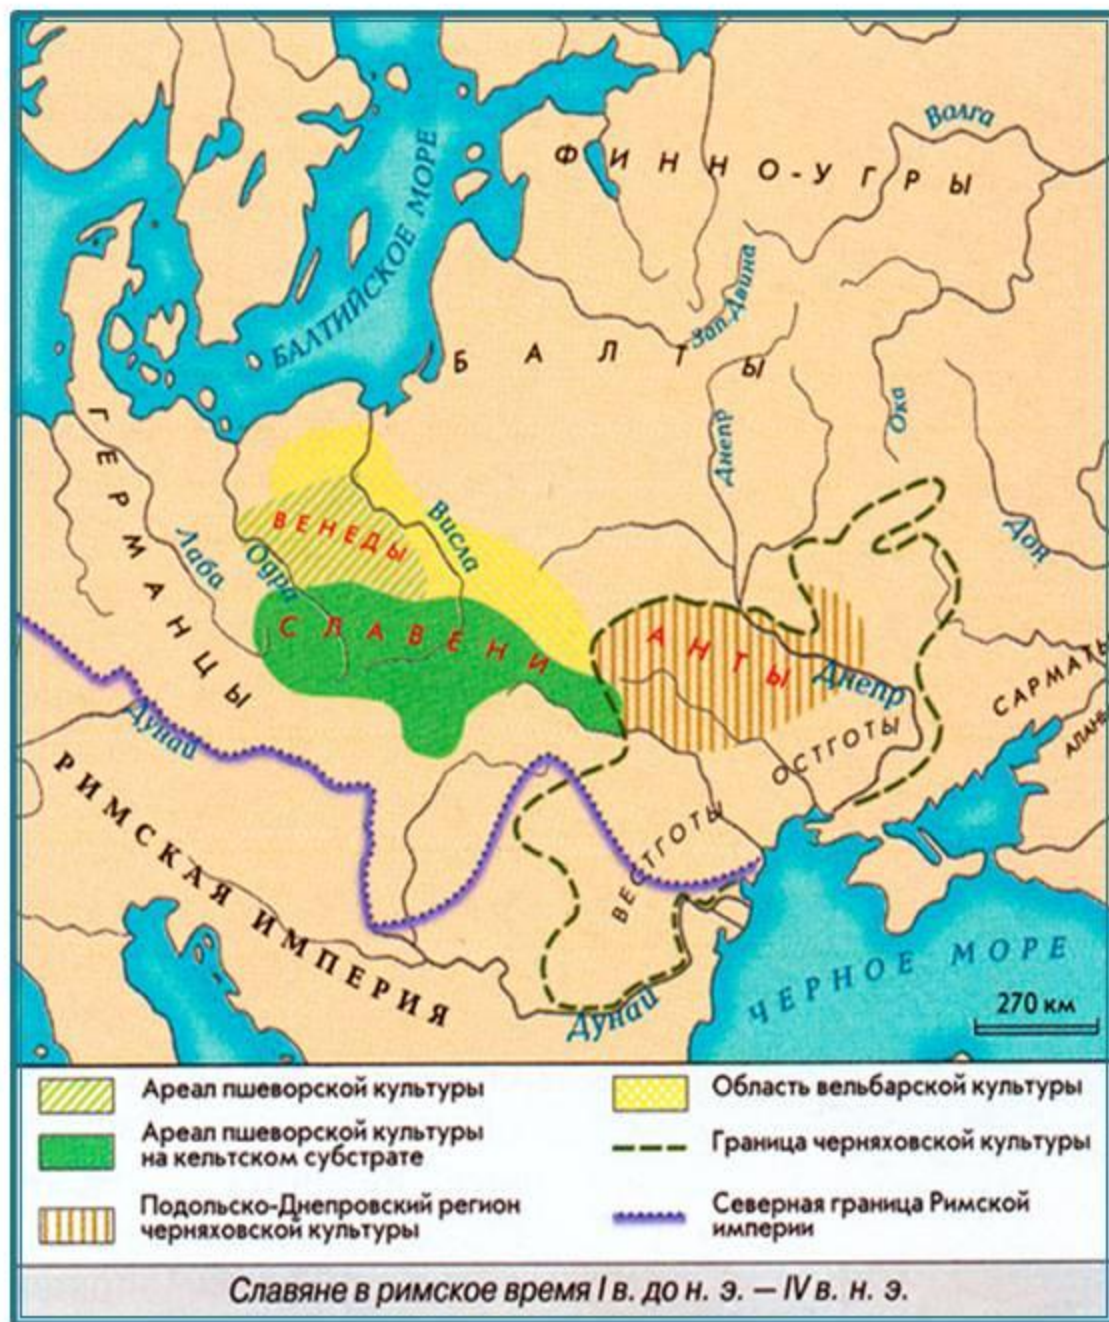 Волга
ФИННО-УГРЫ
БАЛТИЙСКОЕ МОРЕ
Зап. Двина
БАЛТЫ
Днепр
Ока
ГЕРМАНЦЫ
Висла
ВЕНЕДЫ
Лаба
Одра
Дон
СЛАВЕНИ
АНТЫ
Днепр
САРМАТЫ
АЛАНЫ
Дунай
ОСТГОТЫ
РИМСКАЯ ИМПЕРИЯ
ВЕСТГОТЫ
ЧЕРНОЕ МОРЕ
Дунай
270 км
Ареал пшеворской культуры
Ареал пшеворской культуры
на кельтском субстрате
Подольско-Днепровский регион
черняховской культуры
Область вельбарской культуры
Граница черняховской культуры
Северная граница Римской
империи
Славяне в римское время I в. до н. э. — IV в. н. э.